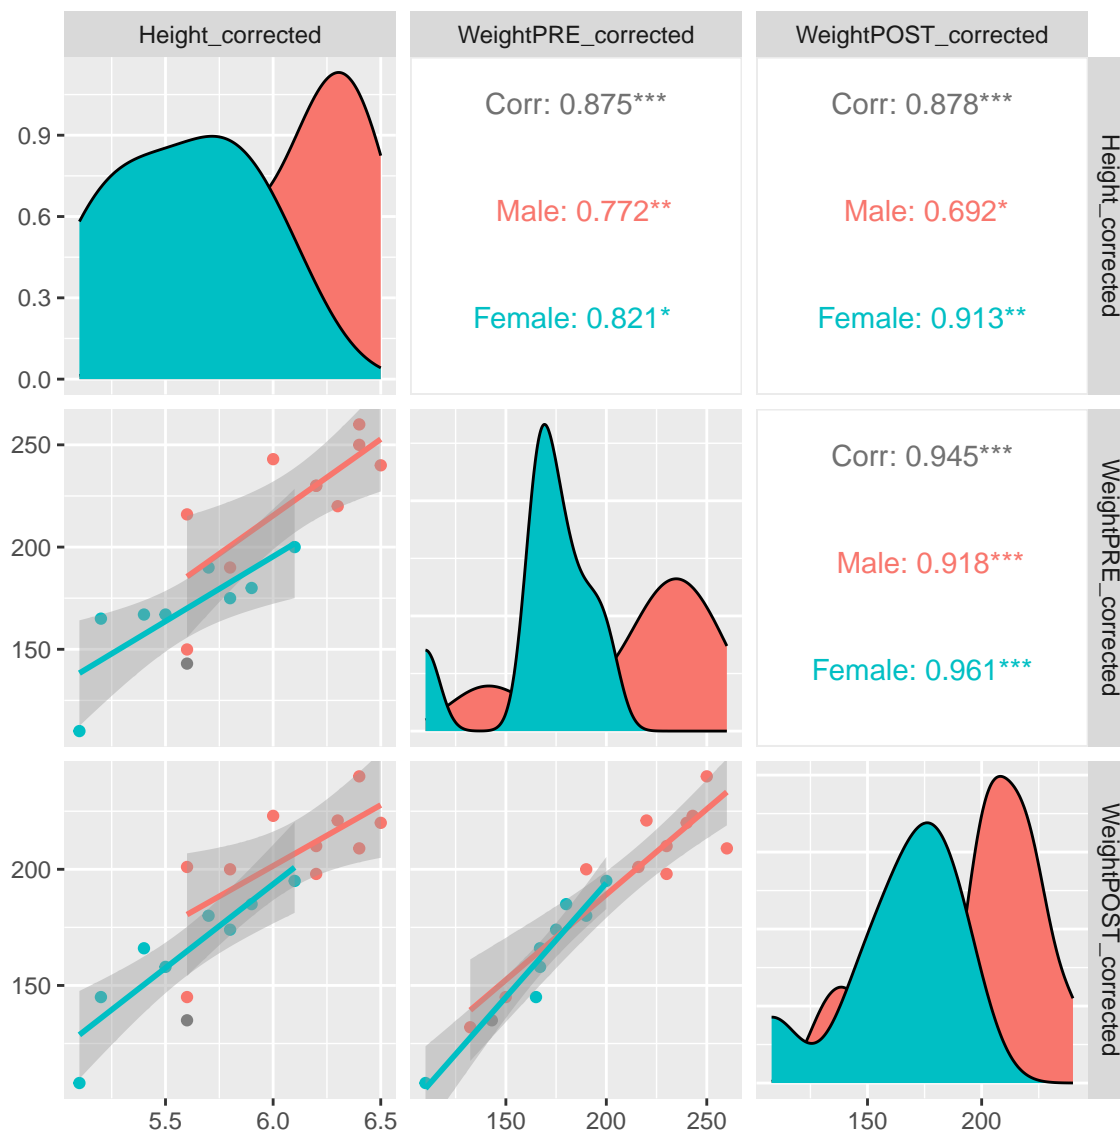 Height_corrected
WeightPRE_corrected
WeightPOST_corrected
0.9
0.6
0.3
0.0
Corr: 0.875***
Male: 0.772**
Female: 0.821*
Corr: 0.878***
Male: 0.692*
Female: 0.913**
Height_corrected
250
200
150
Corr: 0.945***
Male: 0.918***
Female: 0.961***
WeightPRE_corrected
200
150
WeightPOST_corrected
5.5
6.0
6.5
150
200
250
150
200